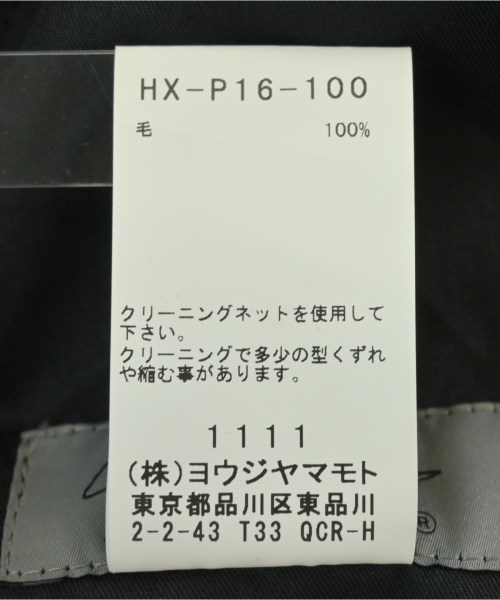 HX-P16-100
毛 100%
クリーニングネットを使用して
下さい。
クリーニングで多少の型くずれ
や縮む事があります。
1111
(株)ヨウジヤマモト
東京都品川区東品川
2-2-43 T33 QCR-H
®